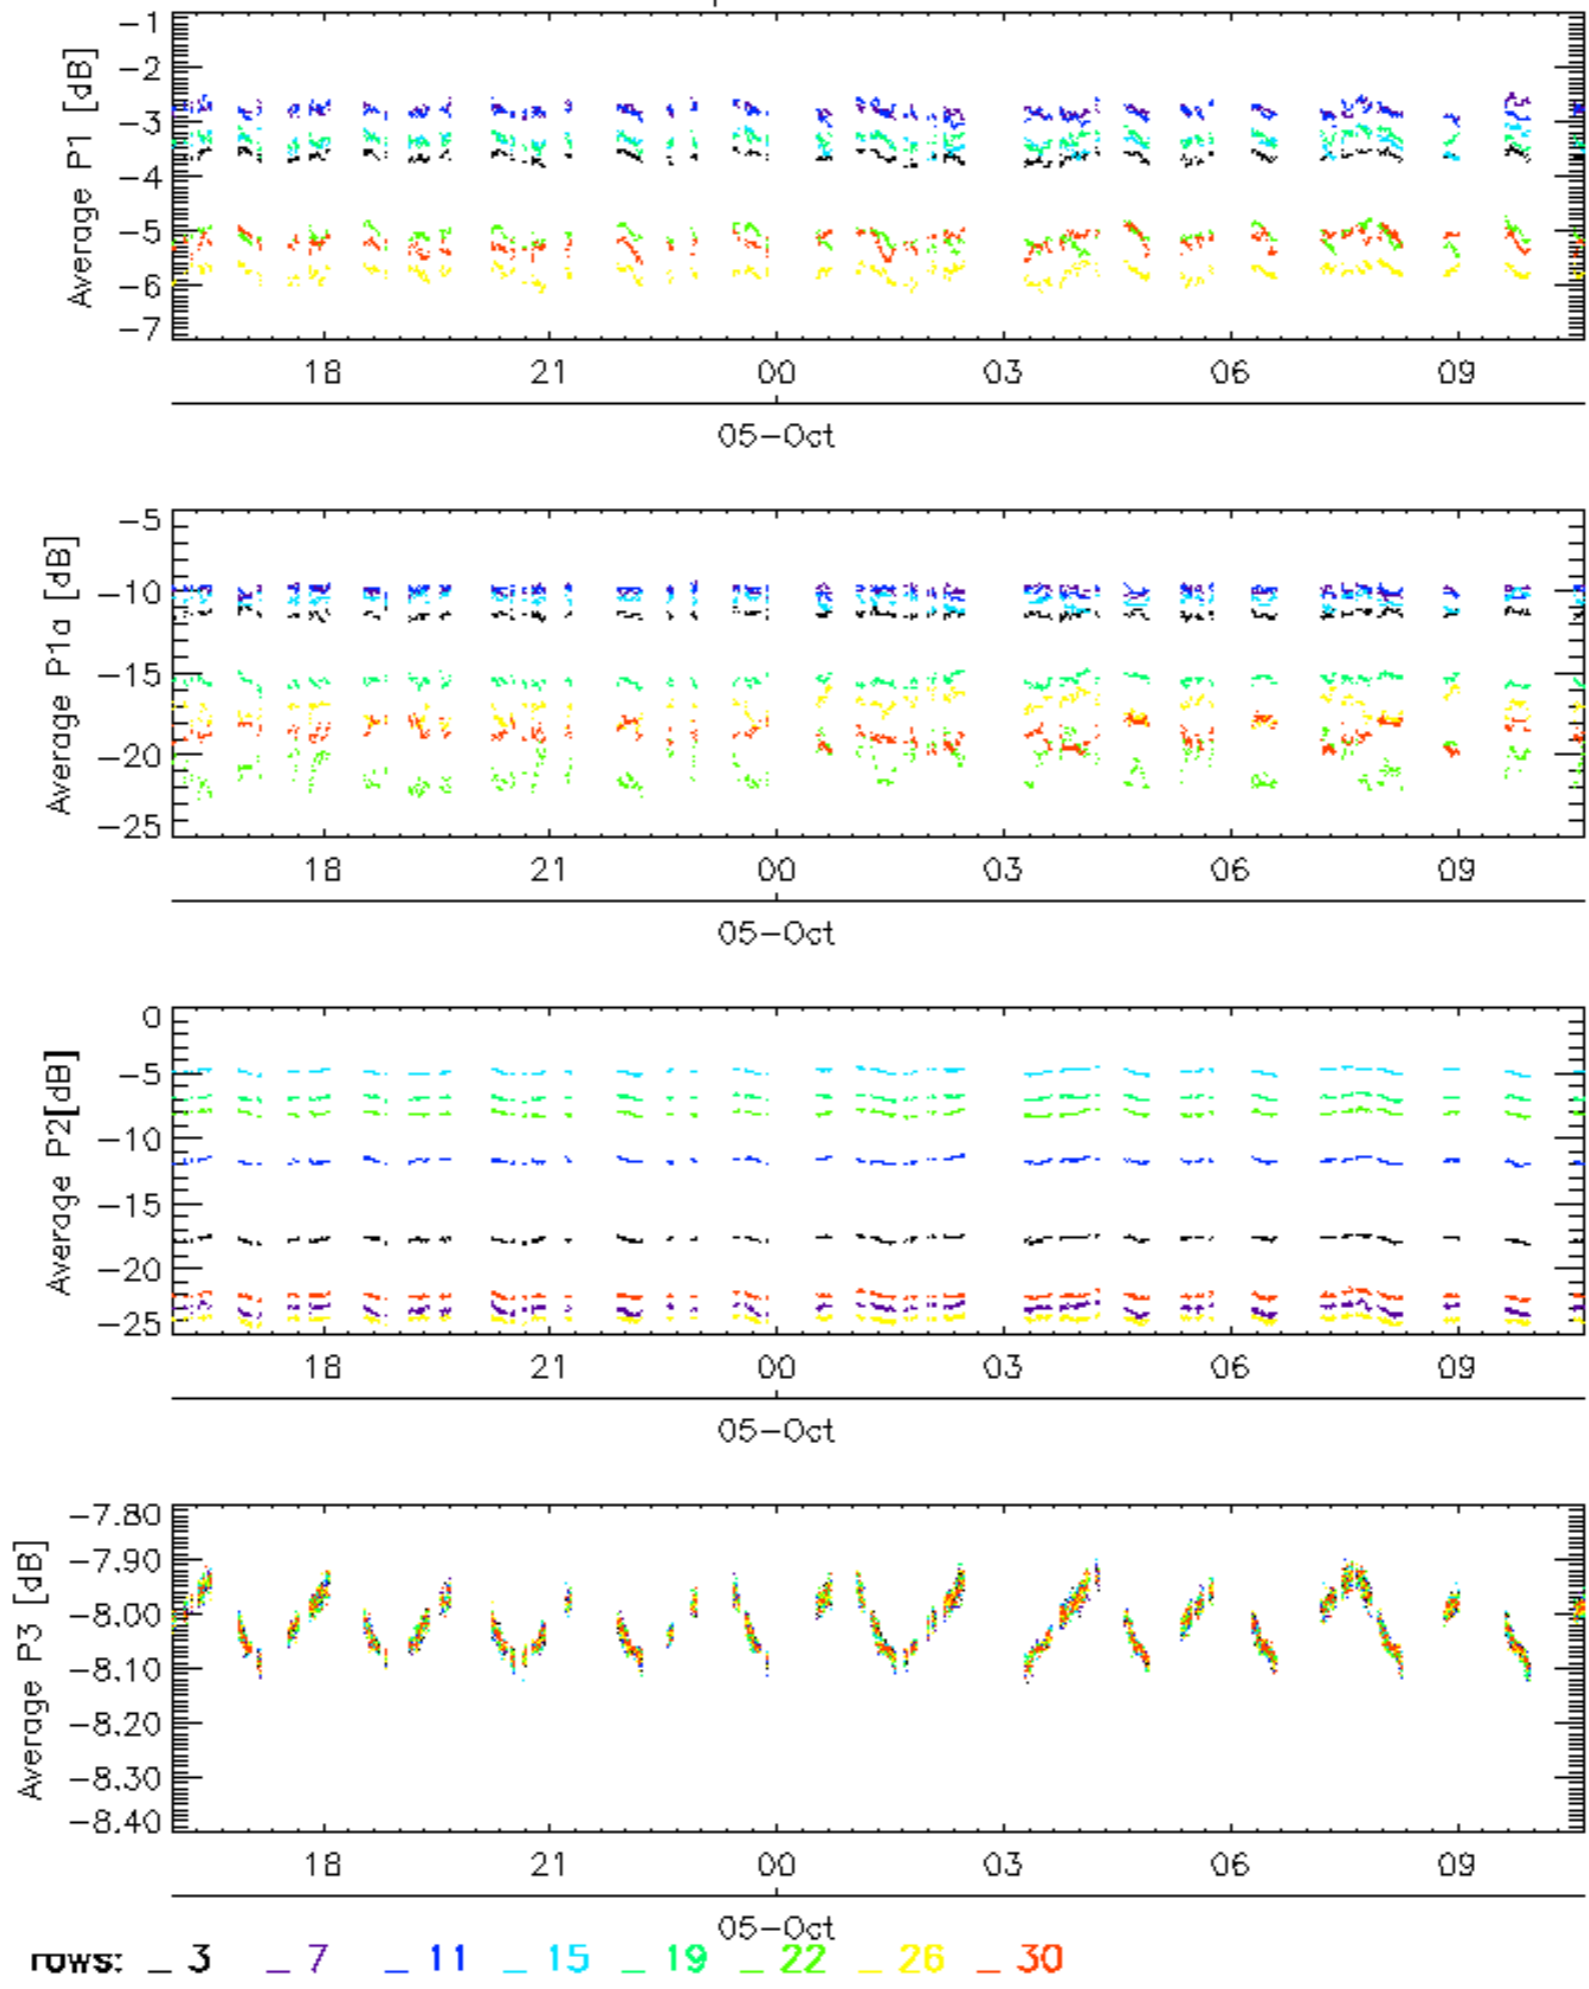 Average P1 [dB]
-1
-2
-3
-4
-5
-6
-7
18 21 00 03 06 09
05-Oct
Average P1a [dB]
-5
-10
-15
-20
-25
18 21 00 03 06 09
05-Oct
Average P2[dB]
0
-5
-10
-15
-20
-25
18 21 00 03 06 09
05-Oct
Average P3 [dB]
-7.80
-7.90
-8.00
-8.10
-8.20
-8.30
-8.40
18 21 00 03 06 09
05-Oct
rows: _ 3 _ 7 _ 11 _ 15 _ 19 _ 22 _ 26 _ 30